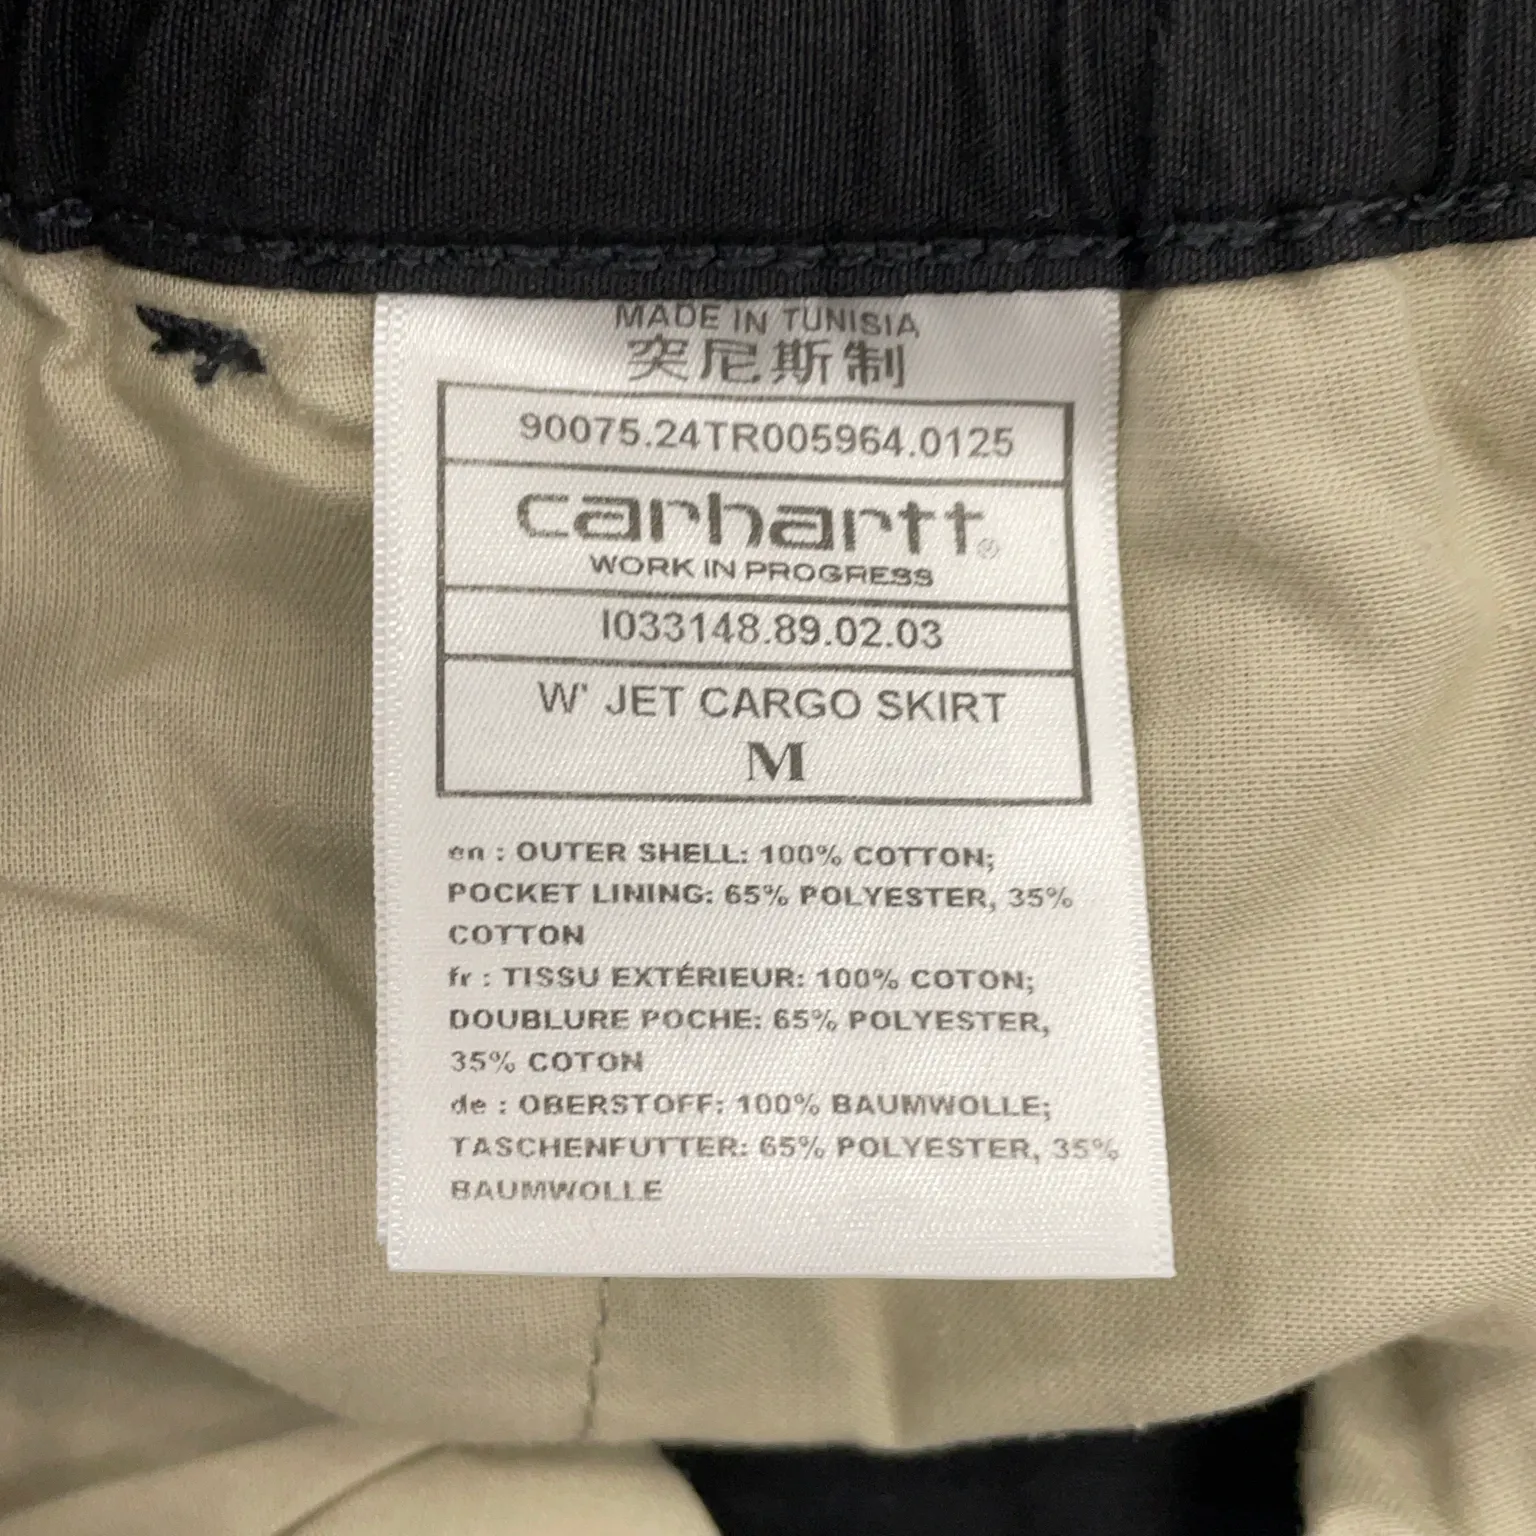 MADE IN TUNISIA
突尼斯制
90075.24TR005964.0125
carhartt®
WORK IN PROGRESS
I033148.89.02.03
W' JET CARGO SKIRT
M
en : OUTER SHELL: 100% COTTON;
POCKET LINING: 65% POLYESTER, 35%
COTTON
fr : TISSU EXTÉRIEUR: 100% COTON;
DOUBLURE POCHE: 65% POLYESTER,
35% COTON
de : OBERSTOFF: 100% BAUMWOLLE;
TASCHENFUTTER: 65% POLYESTER, 35%
BAUMWOLLE